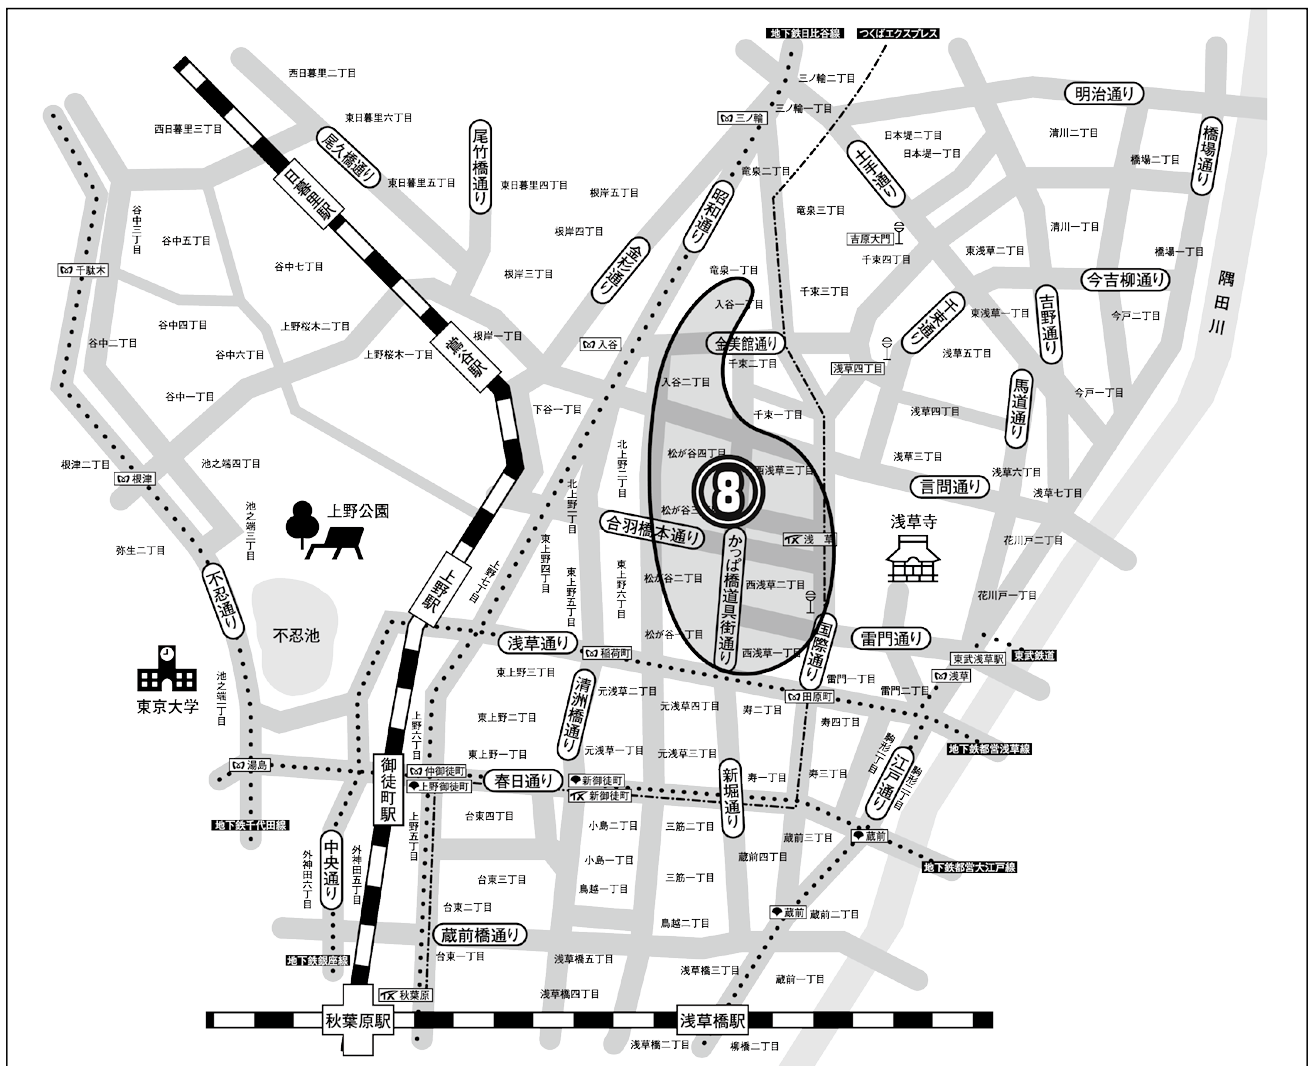 地下鉄日比谷線
つくばエクスプレス
西日暮里二丁目
三ノ輪二丁目
明治通り
三ノ輪一丁目
三ノ輪
東日暮里六丁目
西日暮里三丁目
尾久橋通り
尾竹橋通り
日本堤二丁目
日本堤一丁目
清川二丁目
橋場二丁目
橋場通り
土手通り
竜泉二丁目
日暮里駅
東日暮里五丁目
東日暮里四丁目
根岸五丁目
昭和通り
竜泉三丁目
谷中三丁目
谷中五丁目
根岸四丁目
金杉通り
吉原大門
清川一丁目
東浅草二丁目
橋場一丁目
千束四丁目
千駄木
谷中七丁目
根岸三丁目
竜泉一丁目
今吉柳通り
隅田川
千束三丁目
入谷一丁目
千束通り
東浅草一丁目
吉野通り
今戸二丁目
谷中四丁目
上野桜木二丁目
根岸一丁目
谷中二丁目
谷中六丁目
上野桜木一丁目
鶯谷駅
入谷
金美館通り
千束二丁目
浅草四丁目
浅草五丁目
入谷二丁目
谷中一丁目
下谷一丁目
千束一丁目
浅草四丁目
馬道通り
今戸一丁目
北上野二丁目
松が谷四丁目
西浅草三丁目
浅草三丁目
浅草六丁目
言問通り
浅草七丁目
根津二丁目
根津
池之端四丁目
8
北上野一丁目
池之端三丁目
上野公園
合羽橋本通り
かっぱ橋道具街通り
浅草
浅草寺
花川戸二丁目
弥生二丁目
東上野四丁目
上野七丁目
東上野五丁目
東上野六丁目
松が谷二丁目
西浅草二丁目
花川戸一丁目
不忍通り
上野駅
不忍池
浅草通り
松が谷一丁目
稲荷町
西浅草一丁目
国際通り
雷門通り
東武浅草駅
東武鉄道
浅草
東京大学
池之端二丁目
東上野三丁目
清洲橋通り
元浅草二丁目
元浅草四丁目
雷門一丁目
雷門二丁目
田原町
寿二丁目
寿四丁目
東上野二丁目
上野六丁目
地下鉄都営浅草線
東上野一丁目
元浅草一丁目
元浅草三丁目
駒形一丁目
駒形二丁目
江戸通り
湯島
御徒町駅
仲御徒町
上野御徒町
春日通り
新御徒町
新御徒町
新堀通り
寿一丁目
寿三丁目
地下鉄千代田線
上野五丁目
台東四丁目
小島二丁目
三筋二丁目
蔵前三丁目
蔵前
中央通り
外神田六丁目
外神田五丁目
小島一丁目
蔵前四丁目
地下鉄都営大江戸線
台東三丁目
鳥越一丁目
三筋一丁目
台東二丁目
蔵前
蔵前二丁目
蔵前橋通り
鳥越二丁目
地下鉄銀座線
台東一丁目
浅草橋五丁目
浅草橋三丁目
蔵前一丁目
秋葉原
浅草橋四丁目
秋葉原駅
浅草橋駅
浅草橋二丁目
柳橋二丁目